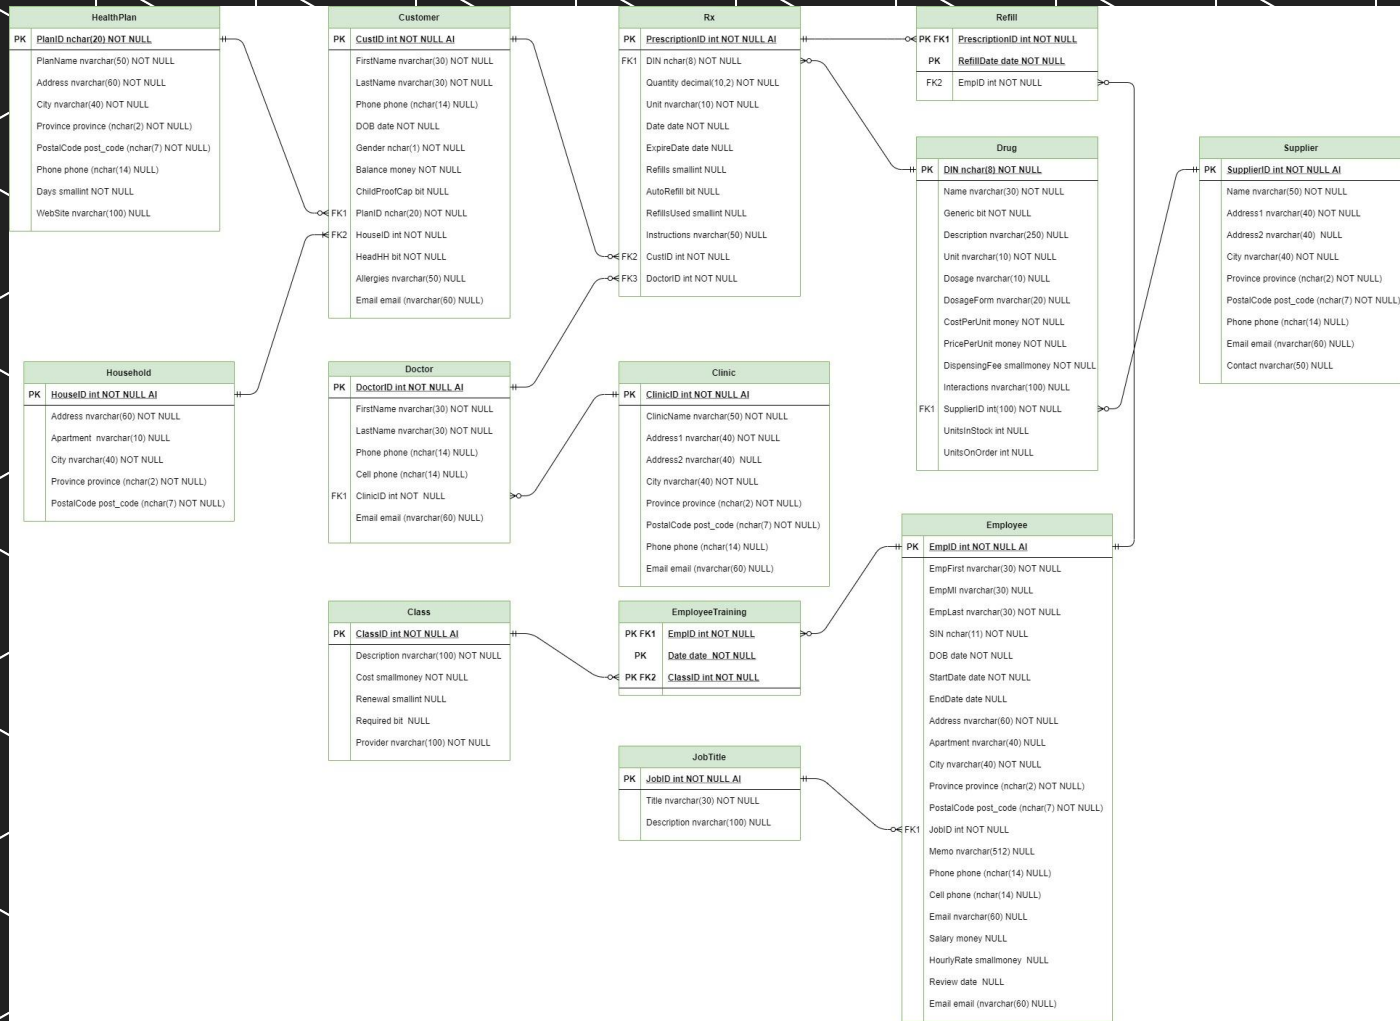 HealthPlan
PK PlanID nchar(20) NOT NULL
PlanName nvarchar(50) NOT NULL
Address nvarchar(60) NOT NULL
City nvarchar(40) NOT NULL
Province province (nchar(2) NOT NULL)
PostalCode post_code (nchar(7) NOT NULL)
Phone phone (nchar(14) NULL)
Days smallint NOT NULL
WebSite nvarchar(100) NULL
Customer
PK CustID int NOT NULL AI
FirstName nvarchar(30) NOT NULL
LastName nvarchar(30) NOT NULL
Phone phone (nchar(14) NULL)
DOB date NOT NULL
Gender nchar(1) NOT NULL
Balance money NOT NULL
ChildProofCap bit NULL
FK1 PlanID nchar(20) NOT NULL
FK2 HouseID int NOT NULL
HeadHH bit NOT NULL
Allergies nvarchar(50) NULL
Email email (nvarchar(60) NULL)
Rx
PK PrescriptionID int NOT NULL AI
FK1 DIN nchar(8) NOT NULL
Quantity decimal(10,2) NOT NULL
Unit nvarchar(10) NOT NULL
Date date NOT NULL
ExpireDate date NULL
Refills smallint NULL
AutoRefill bit NULL
RefillsUsed smallint NULL
Instructions nvarchar(50) NULL
FK2 CustID int NOT NULL
FK3 DoctorID int NOT NULL
Refill
PK FK1 PrescriptionID int NOT NULL
PK RefillDate date NOT NULL
FK2 EmpID int NOT NULL
Drug
PK DIN nchar(8) NOT NULL
Name nvarchar(30) NOT NULL
Generic bit NOT NULL
Description nvarchar(250) NULL
Unit nvarchar(10) NOT NULL
Dosage nvarchar(10) NULL
DosageForm nvarchar(20) NULL
CostPerUnit money NOT NULL
PricePerUnit money NOT NULL
DispensingFee smallmoney NOT NULL
Interactions nvarchar(100) NULL
FK1 SupplierID int(100) NOT NULL
UnitsInStock int NULL
UnitsOnOrder int NULL
Supplier
PK SupplierID int NOT NULL AI
Name nvarchar(50) NOT NULL
Address1 nvarchar(40) NOT NULL
Address2 nvarchar(40) NULL
City nvarchar(40) NOT NULL
Province province (nchar(2) NOT NULL)
PostalCode post_code (nchar(7) NOT NULL)
Phone phone (nchar(14) NULL)
Email email (nvarchar(60) NULL)
Contact nvarchar(50) NULL
Household
PK HouseID int NOT NULL AI
Address nvarchar(60) NOT NULL
Apartment nvarchar(10) NULL
City nvarchar(40) NOT NULL
Province province (nchar(2) NOT NULL)
PostalCode post_code (nchar(7) NOT NULL)
Doctor
PK DoctorID int NOT NULL AI
FirstName nvarchar(30) NOT NULL
LastName nvarchar(30) NOT NULL
Phone phone (nchar(14) NULL)
Cell phone (nchar(14) NULL)
FK1 ClinicID int NOT NULL
Email email (nvarchar(60) NULL)
Clinic
PK ClinicID int NOT NULL AI
ClinicName nvarchar(50) NOT NULL
Address1 nvarchar(40) NOT NULL
Address2 nvarchar(40) NULL
City nvarchar(40) NOT NULL
Province province (nchar(2) NOT NULL)
PostalCode post_code (nchar(7) NOT NULL)
Phone phone (nchar(14) NULL)
Email email (nvarchar(60) NULL)
Class
PK ClassID int NOT NULL AI
Description nvarchar(100) NOT NULL
Cost smallmoney NOT NULL
Renewal smallint NULL
Required bit NULL
Provider nvarchar(100) NOT NULL
EmployeeTraining
PK FK1 EmpID int NOT NULL
PK Date date NOT NULL
PK FK2 ClassID int NOT NULL
JobTitle
PK JobID int NOT NULL AI
Title nvarchar(30) NOT NULL
Description nvarchar(100) NULL
Employee
PK EmpID int NOT NULL AI
EmpFirst nvarchar(30) NOT NULL
EmpMI nvarchar(30) NULL
EmpLast nvarchar(30) NOT NULL
SIN nchar(11) NOT NULL
DOB date NOT NULL
StartDate date NOT NULL
EndDate date NULL
Address nvarchar(60) NOT NULL
Apartment nvarchar(40) NULL
City nvarchar(40) NOT NULL
Province province (nchar(2) NOT NULL)
PostalCode post_code (nchar(7) NOT NULL)
FK1 JobID int NOT NULL
Memo nvarchar(512) NULL
Phone phone (nchar(14) NULL)
Cell phone (nchar(14) NULL)
Email nvarchar(60) NULL
Salary money NULL
HourlyRate smallmoney NULL
Review date NULL
Email email (nvarchar(60) NULL)